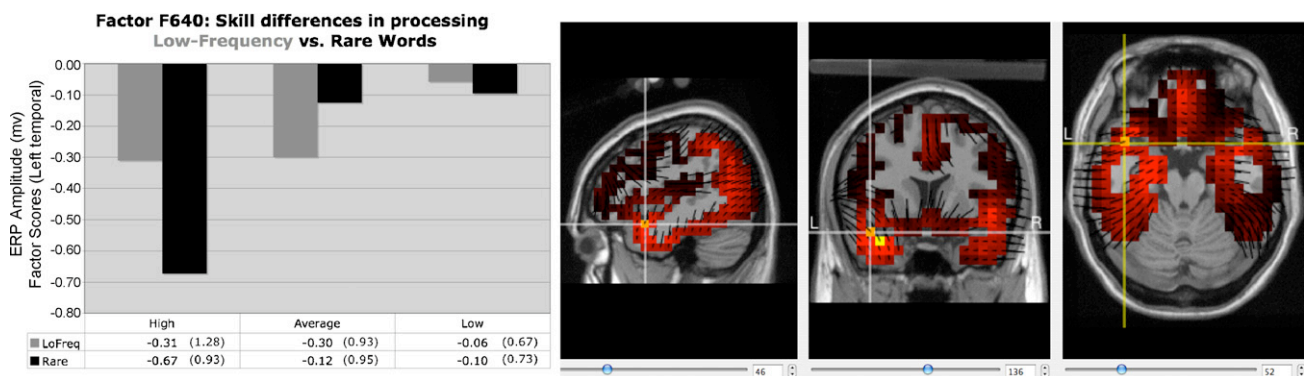 Factor F640: Skill differences in processing
Low-Frequency vs. Rare Words
ERP Amplitude (mv)
Factor Scores (Left temporal)
0.00
-0.10
-0.20
-0.30
-0.40
-0.50
-0.60
-0.70
-0.80
High Average Low
LoFreq -0.31 (1.28) -0.30 (0.93) -0.06 (0.67)
Rare -0.67 (0.93) -0.12 (0.95) -0.10 (0.73)
46
L R
136
L R
52